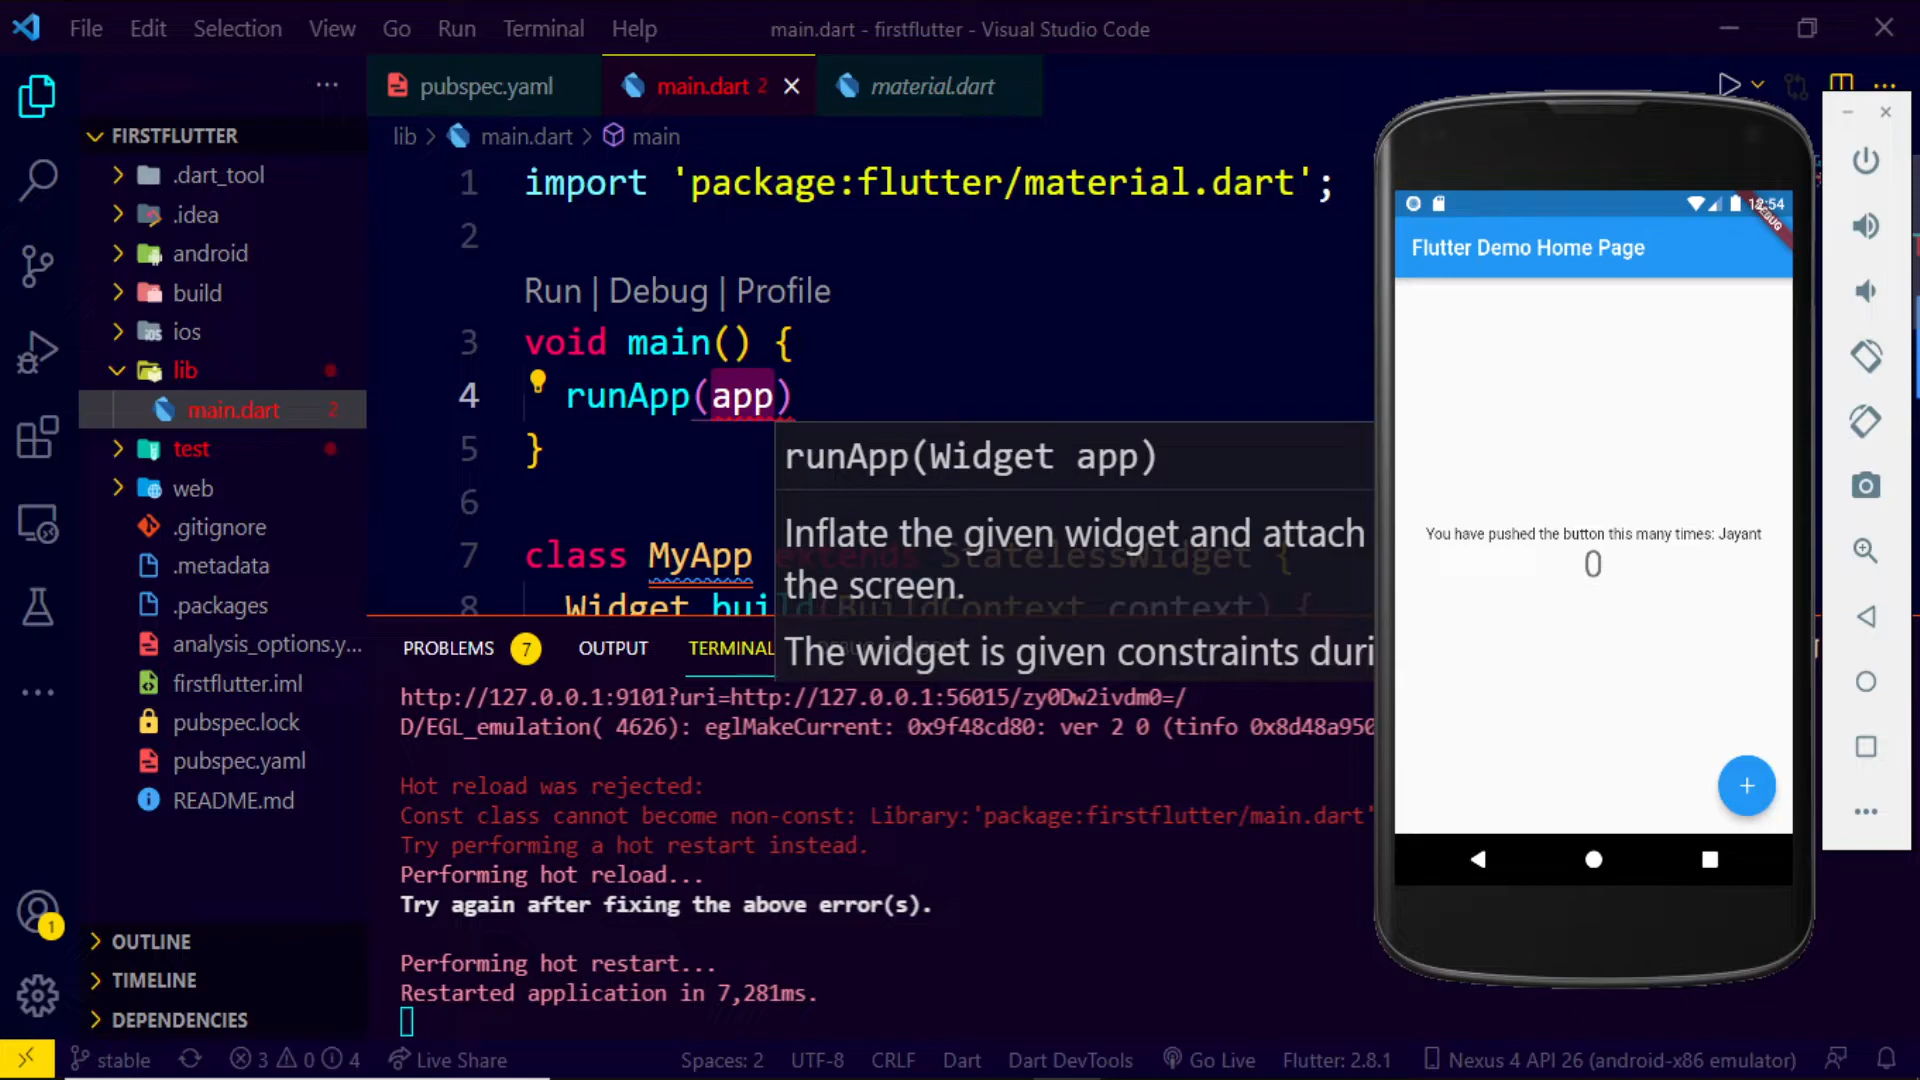 File Edit Selection View Go Run Terminal Help
main.dart - firstflutter - Visual Studio Code
pubspec.yaml
main.dart 2
material.dart
lib > main.dart > main
FIRSTFLUTTER
.dart_tool
.idea
android
build
ios
lib
main.dart 2
test
web
.gitignore
.metadata
.packages
analysis_options.y...
firstflutter.iml
pubspec.lock
pubspec.yaml
README.md
OUTLINE
TIMELINE
DEPENDENCIES
1 import 'package:flutter/material.dart';
2
Run | Debug | Profile
3 void main() {
4 runApp(app)
5 }
6
7 class MyApp extends StatelessWidget {
8 Widget build(BuildContext context) {
runApp(Widget app)
Inflate the given widget and attach
the screen.
The widget is given constraints duri
PROBLEMS 7 OUTPUT TERMINAL
http://127.0.0.1:9101?uri=http://127.0.0.1:56015/zy0Dw2ivdm0=/
D/EGL_emulation( 4626): eglMakeCurrent: 0x9f48cd80: ver 2 0 (tinfo 0x8d48a950
Hot reload was rejected:
Const class cannot become non-const: Library:'package:firstflutter/main.dart'
Try performing a hot restart instead.
Performing hot reload...
Try again after fixing the above error(s).
Performing hot restart...
Restarted application in 7,281ms.
12:54
DEBUG
Flutter Demo Home Page
You have pushed the button this many times: Jayant
0
1
stable 3 0 4 Live Share Spaces: 2 UTF-8 CRLF Dart Dart DevTools Go Live Flutter: 2.8.1 Nexus 4 API 26 (android-x86 emulator)